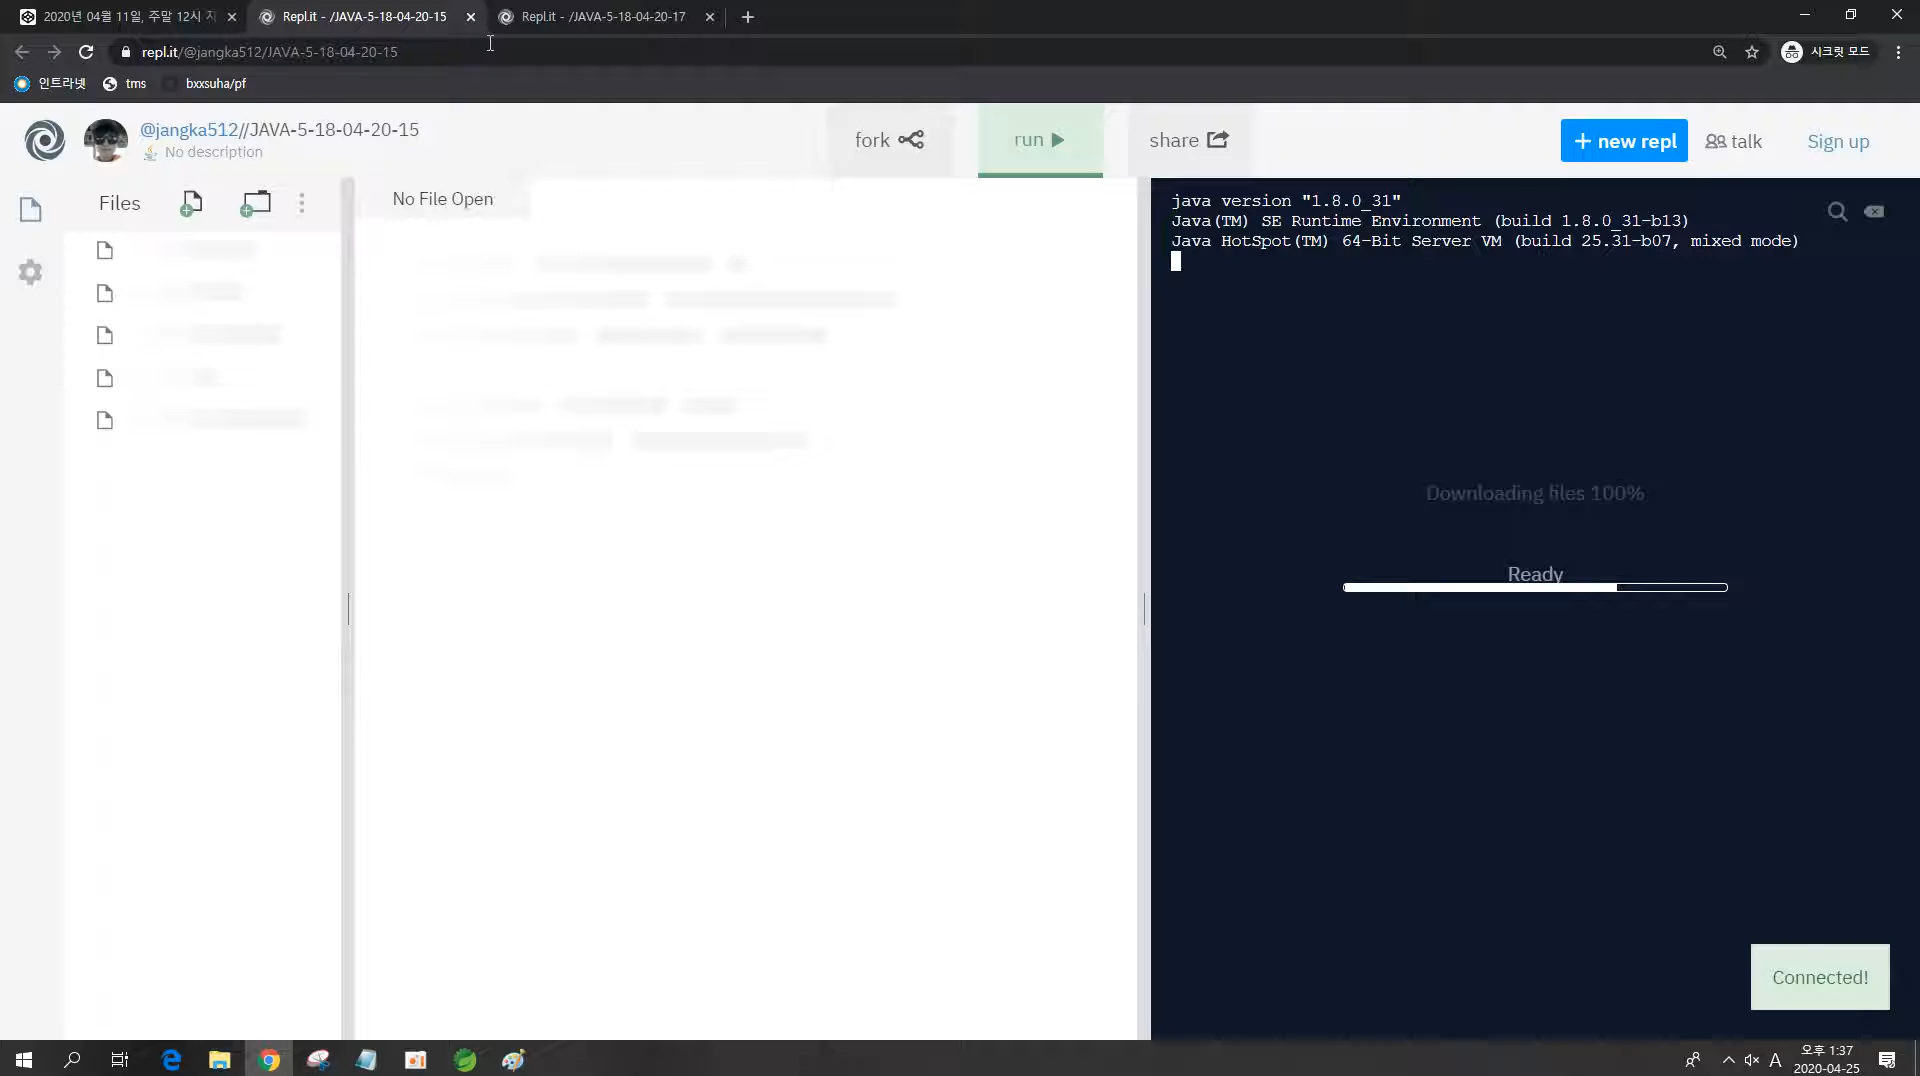 2020년 04월 11일, 주말 12시 지
Repl.it - /JAVA-5-18-04-20-15
Repl.it - /JAVA-5-18-04-20-17
repl.it/@jangka512/JAVA-5-18-04-20-15
시크릿 모드
인트라넷
tms
bxxsuha/pf
@jangka512//JAVA-5-18-04-20-15
No description
fork
run
share
+ new repl
talk
Sign up
Files
No File Open
java version "1.8.0_31"
Java(TM) SE Runtime Environment (build 1.8.0_31-b13)
Java HotSpot(TM) 64-Bit Server VM (build 25.31-b07, mixed mode)
Downloading files 100%
Ready
Connected!
A
오후 1:37
2020-04-25